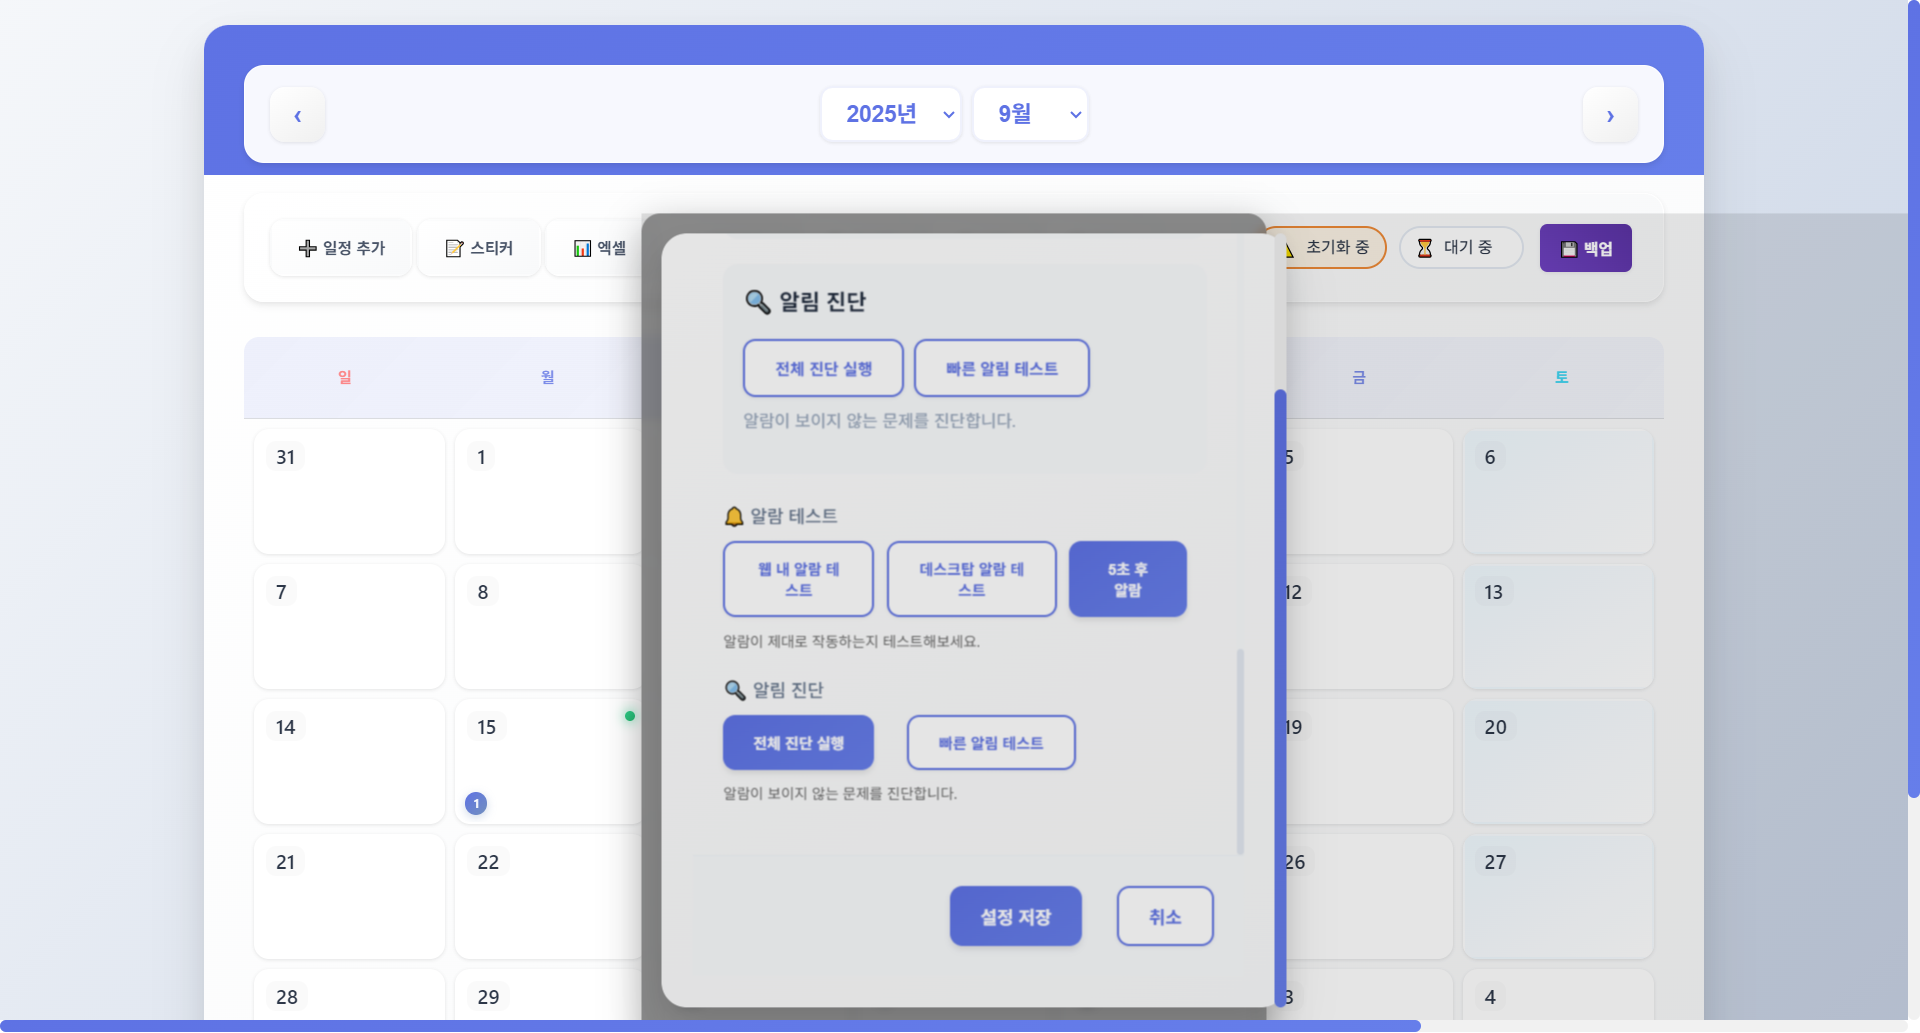 ‹
2025년
9월
›
➕ 일정 추가
📝 스티커
📊 엑셀
초기화 중
⏳ 대기 중
💾 백업
일
월
금
토
31
1
5
6
7
8
12
13
14
15
1
19
20
21
22
26
27
28
29
3
4
🔍 알림 진단
전체 진단 실행
빠른 알림 테스트
알람이 보이지 않는 문제를 진단합니다.
🔔 알람 테스트
웹 내 알람 테
스트
데스크탑 알람 테
스트
5초 후
알람
알람이 제대로 작동하는지 테스트해보세요.
🔍 알림 진단
전체 진단 실행
빠른 알림 테스트
알람이 보이지 않는 문제를 진단합니다.
설정 저장
취소